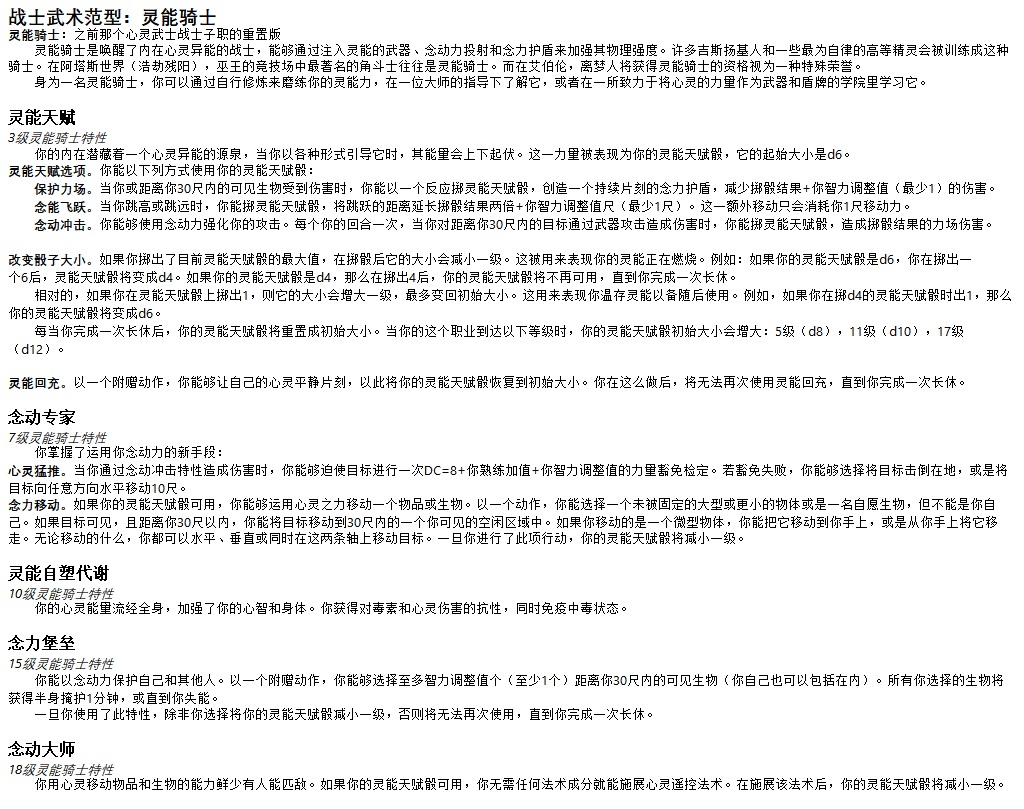 战士武术范型：灵能骑士
灵能骑士：之前那个心灵武士战士子职的重置版
灵能骑士是唤醒了内在心灵异能的战士，能够通过注入灵能的武器、念动力投射和念力护盾来加强其物理强度。许多吉斯扬基人和一些最为自律的高等精灵会被训练成这种
骑士。在阿塔斯世界（浩劫残阳），巫王的竞技场中最著名的角斗士往往是灵能骑士。而在艾伯伦，离梦人将获得灵能骑士的资格视为一种特殊荣誉。
身为一名灵能骑士，你可以通过自行修炼来磨练你的灵能力，在一位大师的指导下了解它，或者在一所致力于将心灵的力量作为武器和盾牌的学院里学习它。
灵能天赋
3级灵能骑士特性
你的内在潜藏着一个心灵异能的源泉，当你以各种形式引导它时，其能量会上下起伏。这一力量被表现为你的灵能天赋骰，它的起始大小是d6。
灵能天赋选项。你能以下列方式使用你的灵能天赋骰：
保护力场。当你或距离你30尺内的可见生物受到伤害时，你能以一个反应掷灵能天赋骰，创造一个持续片刻的念力护盾，减少掷骰结果+你智力调整值（最少1）的伤害。
念能飞跃。当你跳高或跳远时，你能掷灵能天赋骰，将跳跃的距离延长掷骰结果两倍+你智力调整值尺（最少1尺）。这一额外移动只会消耗你1尺移动力。
念动冲击。你能够使用念动力强化你的攻击。每个你的回合一次，当你对距离你30尺内的目标通过武器攻击造成伤害时，你能掷灵能天赋骰，造成掷骰结果的力场伤害。
改变骰子大小。如果你掷出了目前灵能天赋骰的最大值，在掷骰后它的大小会减小一级。这被用来表现你的灵能正在燃烧。例如：如果你的灵能天赋骰是d6，你在掷出一
个6后，灵能天赋骰将变成d4。如果你的灵能天赋骰是d4，那么在掷出4后，你的灵能天赋骰将不再可用，直到你完成一次长休。
相对的，如果你在灵能天赋骰上掷出1，则它的大小会增大一级，最多变回初始大小。这用来表现你温存灵能以备随后使用。例如，如果你在掷d4的灵能天赋骰时出1，那么
你的灵能天赋骰将变成d6。
每当你完成一次长休后，你的灵能天赋骰将重置成初始大小。当你的这个职业到达以下等级时，你的灵能天赋骰初始大小会增大：5级（d8），11级（d10），17级
（d12）。
灵能回充。以一个附赠动作，你能够让自己的心灵平静片刻，以此将你的灵能天赋骰恢复到初始大小。你在这么做后，将无法再次使用灵能回充，直到你完成一次长休。
念动专家
7级灵能骑士特性
你掌握了运用你念动力的新手段：
心灵猛推。当你通过念动冲击特性造成伤害时，你能够迫使目标进行一次DC=8+你熟练加值+你智力调整值的力量豁免检定。若豁免失败，你能够选择将目标击倒在地，或是将
目标向任意方向水平移动10尺。
念力移动。如果你的灵能天赋骰可用，你能够运用心灵之力移动一个物品或生物。以一个动作，你能选择一个未被固定的大型或更小的物体或是一名自愿生物，但不能是你自
己。如果目标可见，且距离你30尺以内，你能将目标移动到30尺内的一个你可见的空闲区域中。如果你移动的是一个微型物体，你能把它移动到你手上，或是从你手上将它移
走。无论移动的什么，你都可以水平、垂直或同时在这两条轴上移动目标。一旦你进行了此项行动，你的灵能天赋骰将减小一级。
灵能自塑代谢
10级灵能骑士特性
你的心灵能量流经全身，加强了你的心智和身体。你获得对毒素和心灵伤害的抗性，同时免疫中毒状态。
念力堡垒
15级灵能骑士特性
你能以念动力保护自己和其他人。以一个附赠动作，你能够选择至多智力调整值个（至少1个）距离你30尺内的可见生物（你自己也可以包括在内）。所有你选择的生物将
获得半身掩护1分钟，或直到你失能。
一旦你使用了此特性，除非你选择将你的灵能天赋骰减小一级，否则将无法再次使用，直到你完成一次长休。
念动大师
18级灵能骑士特性
你用心灵移动物品和生物的能力鲜少有人能匹敌。如果你的灵能天赋骰可用，你无需任何法术成分就能施展心灵遥控法术。在施展该法术后，你的灵能天赋骰将减小一级。